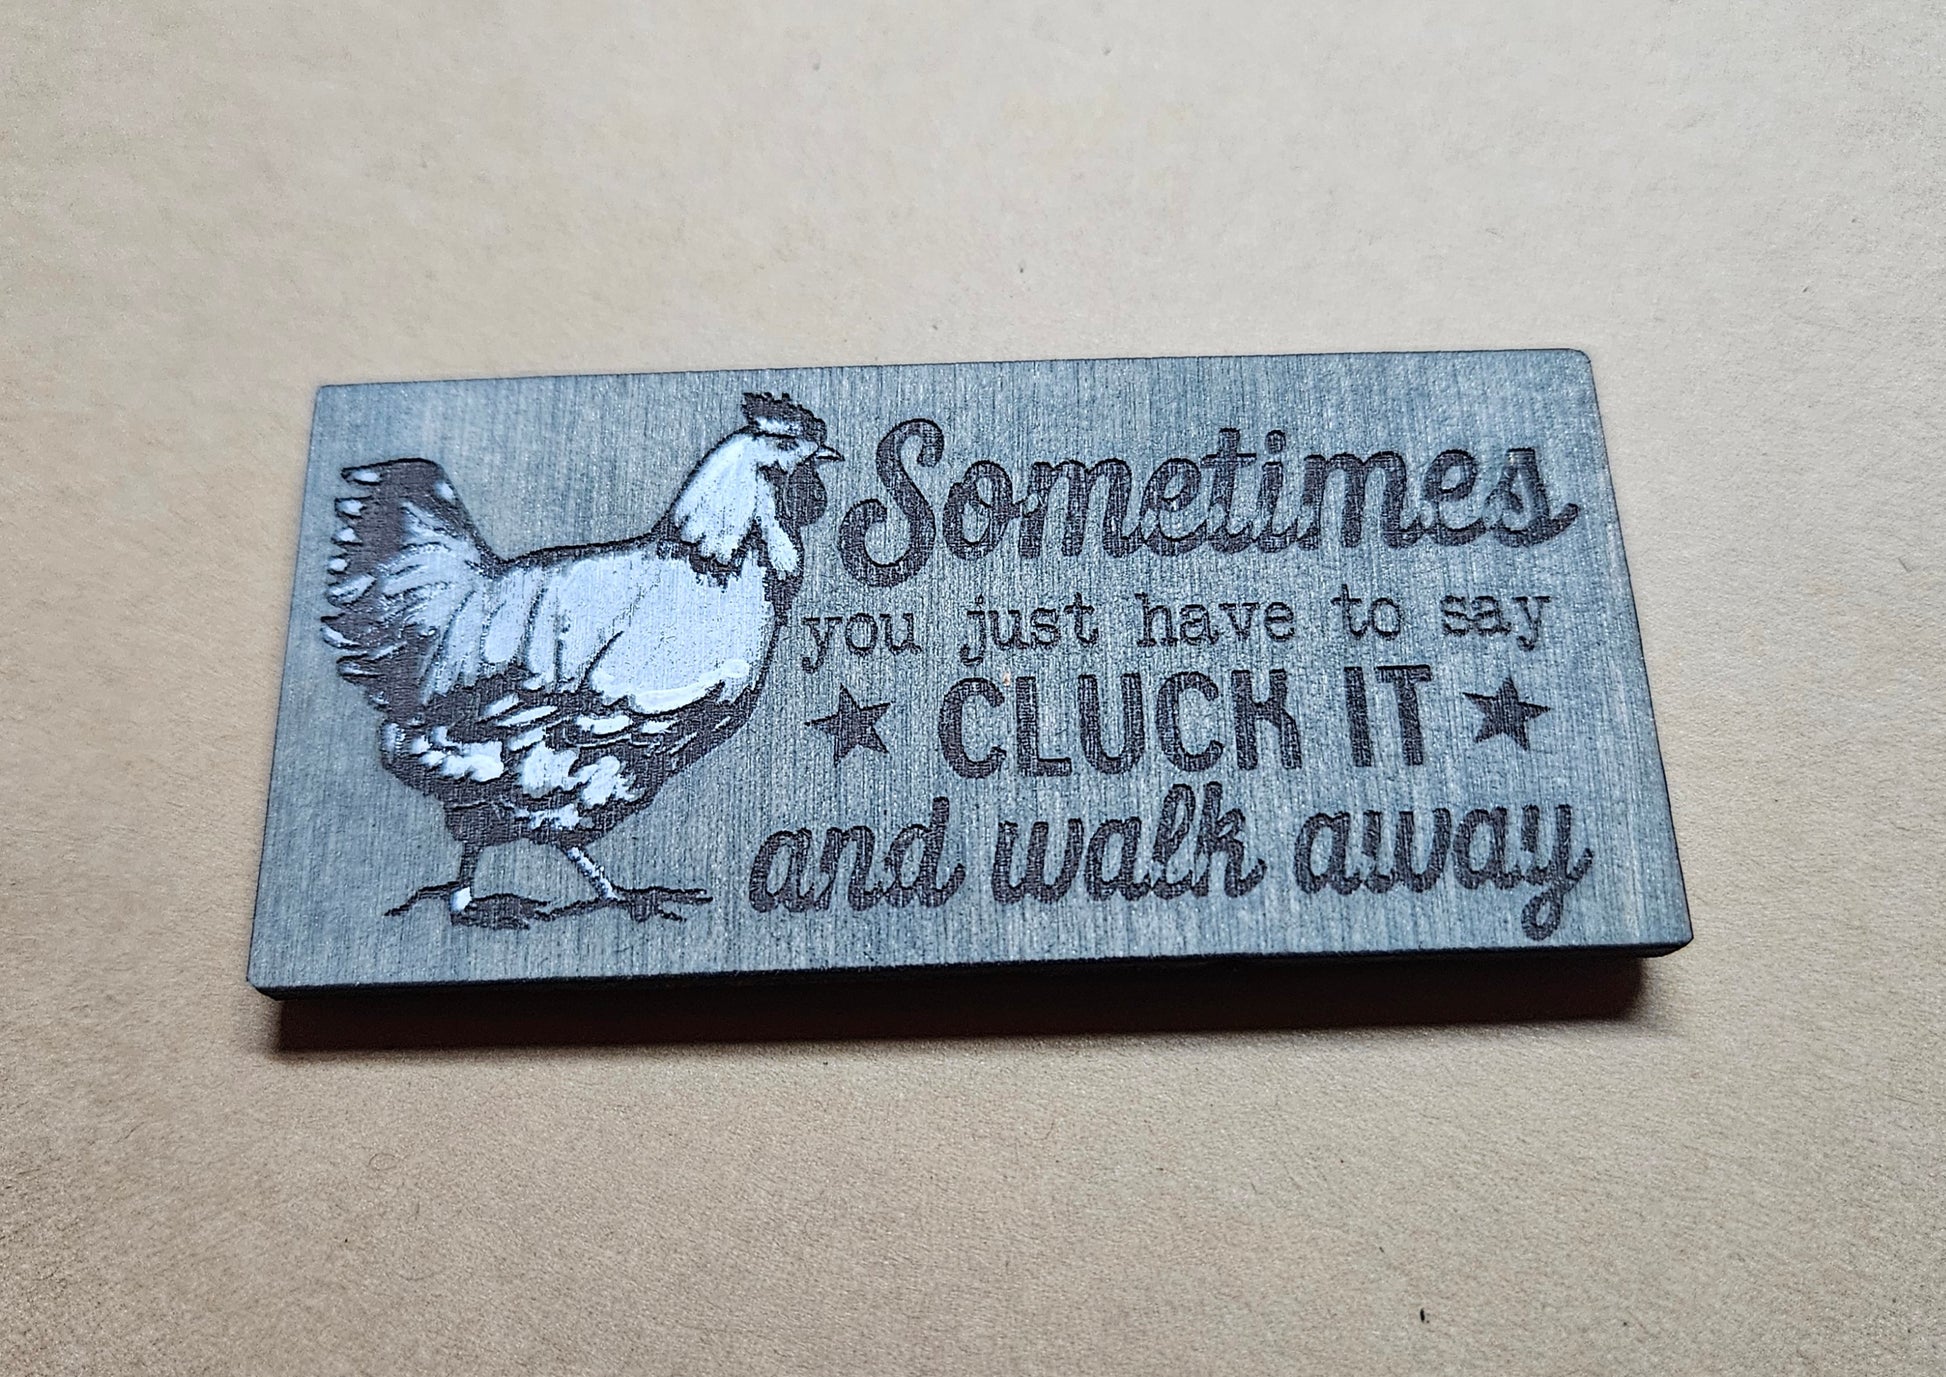 Sometimes
you just have to say
CLUCK IT
and walk away